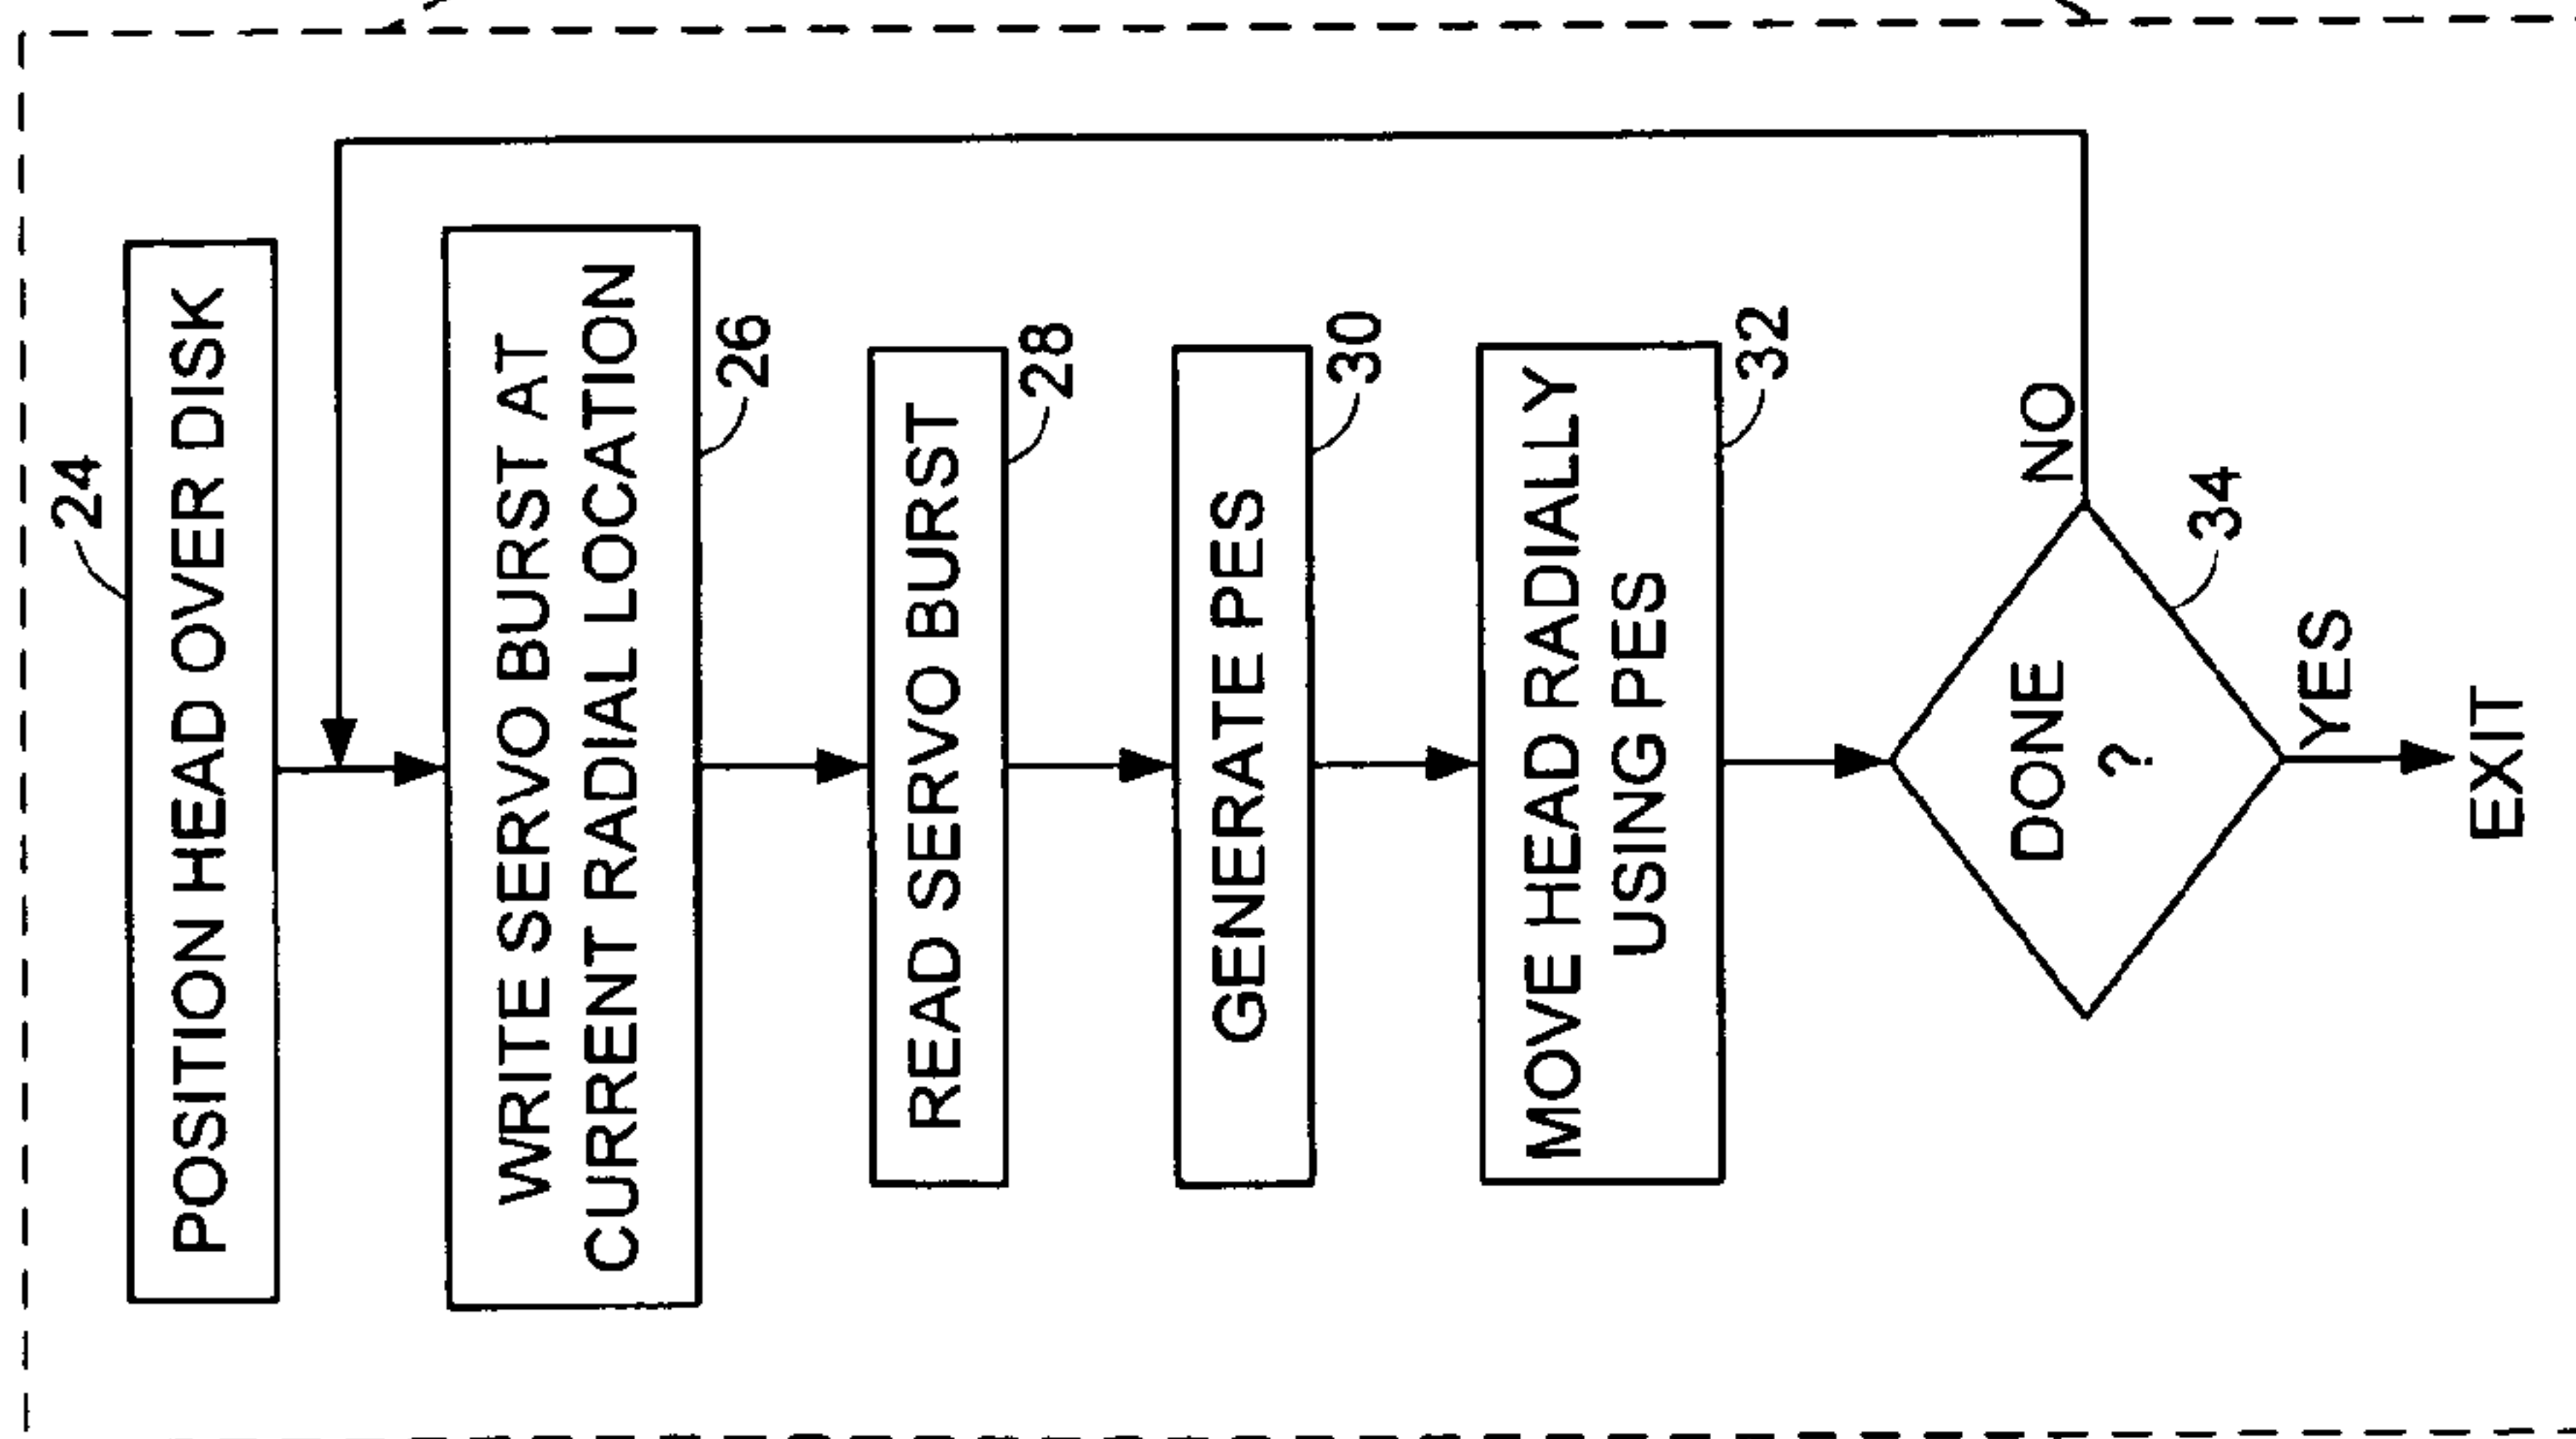 24
POSITION HEAD OVER DISK
WRITE SERVO BURST AT
CURRENT RADIAL LOCATION
26
READ SERVO BURST
28
GENERATE PES
30
MOVE HEAD RADIALLY
USING PES
32
DONE
?
NO
34
YES
EXIT